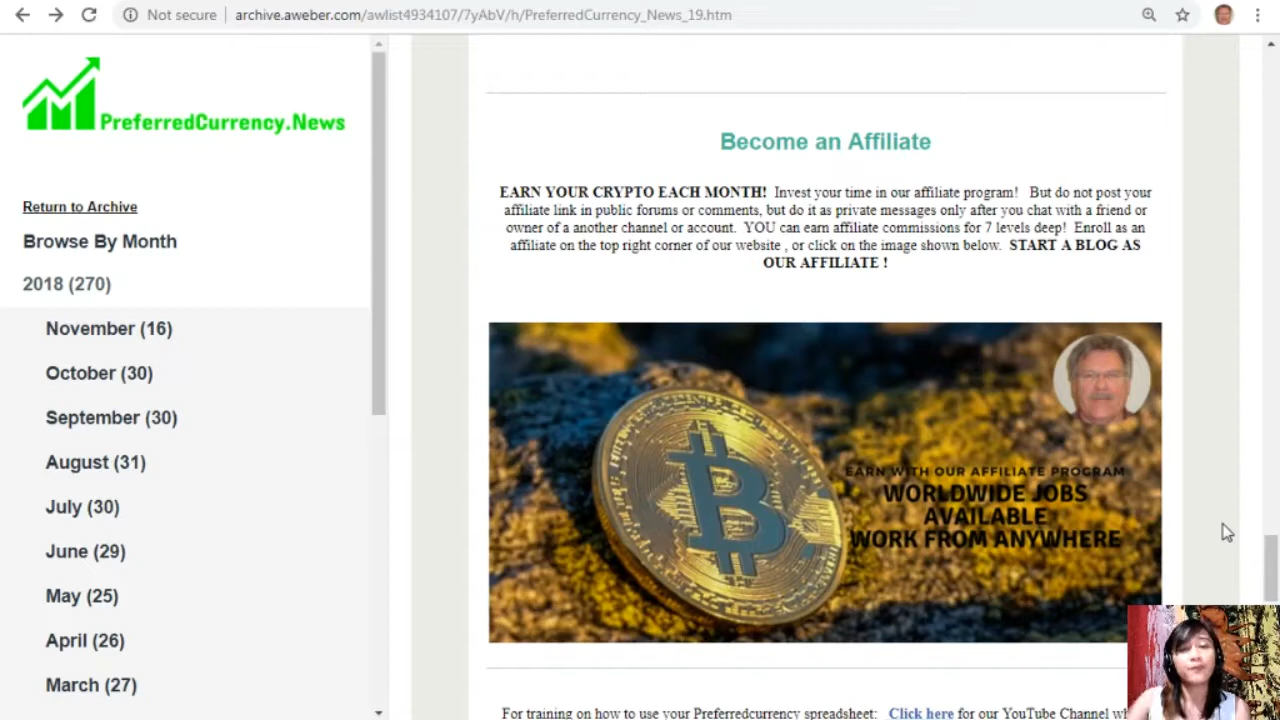 Not secure
archive.aweber.com/awlist4934107/7yAbV/h/PreferredCurrency_News_19.htm
PreferredCurrency.News
Return to Archive
Browse By Month
2018 (270)
November (16)
October (30)
September (30)
August (31)
July (30)
June (29)
May (25)
April (26)
March (27)
Become an Affiliate
EARN YOUR CRYPTO EACH MONTH! Invest your time in our affiliate program! But do not post your
affiliate link in public forums or comments, but do it as private messages only after you chat with a friend or
owner of a another channel or account. YOU can earn affiliate commissions for 7 levels deep! Enroll as an
affiliate on the top right corner of our website , or click on the image shown below. START A BLOG AS
OUR AFFILIATE !
EARN WITH OUR AFFILIATE PROGRAM
WORLDWIDE JOBS
AVAILABLE
WORK FROM ANYWHERE
For training on how to use your Preferredcurrency spreadsheet: Click here for our YouTube Channel